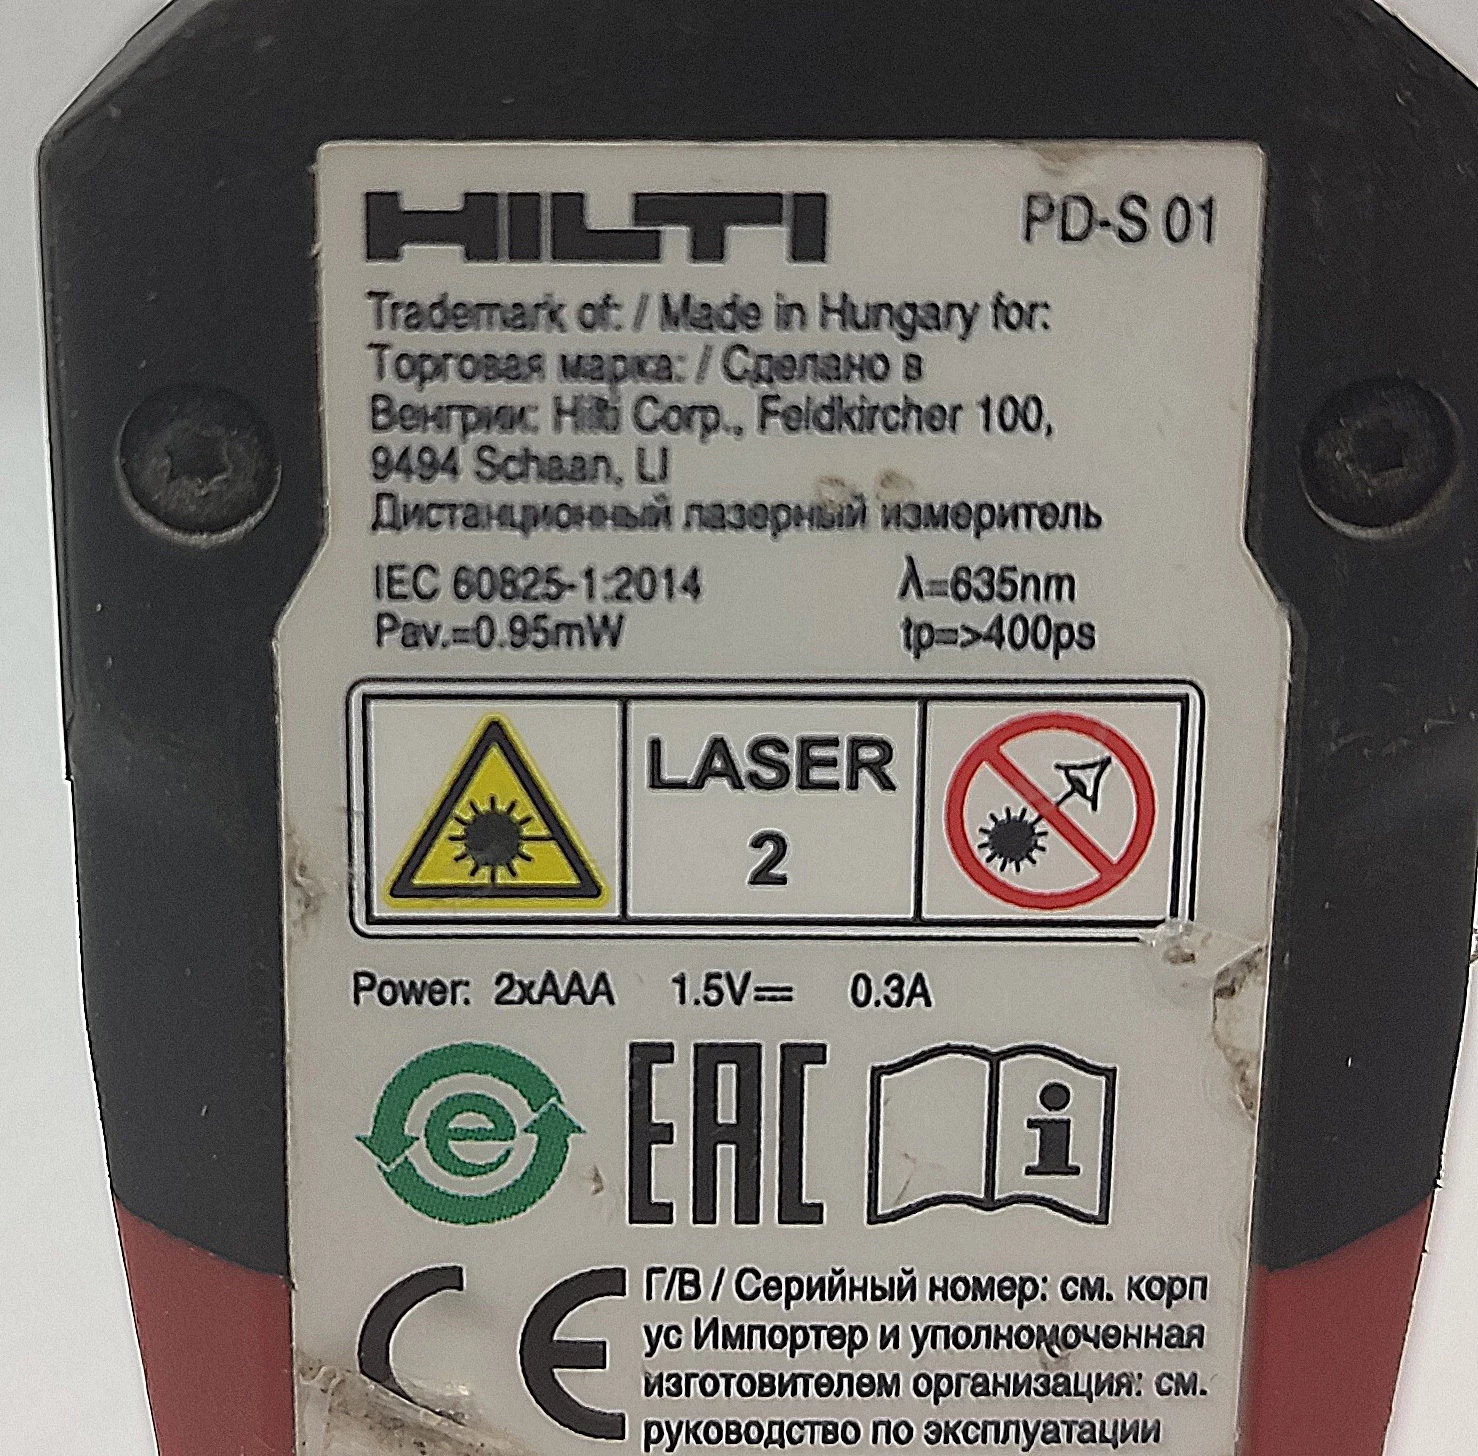 HILTI PD-S 01
Trademark of: / Made in Hungary for:
Торговая марка: / Сделано в
Венгрии: Hilti Corp., Feldkircher 100,
9494 Schaan, LI
Дистанционный лазерный измеритель
IEC 60825-1:2014 λ=635nm
Pav.=0.95mW tp=>400ps
LASER
2
Power: 2xAAA 1.5V⎓ 0.3A
e EAC i
CE
Г/В / Серийный номер: см. корп
ус Импортер и уполномоченная
изготовителем организация: см.
руководство по эксплуатации